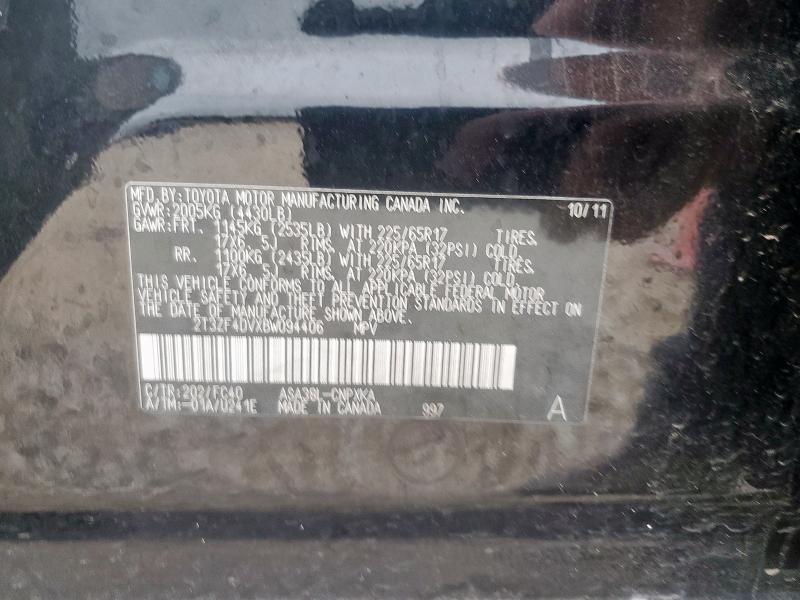 MFD. BY: TOYOTA MOTOR MANUFACTURING CANADA INC. 10/11
GVWR: 2005KG (4430LB)
GAWR: FRT. 1145KG (2535LB) WITH 225/65R17 TIRES.
17X6. 5J RIMS. AT 220KPA (32PSI) COLD.
RR. 1100KG (2435LB) WITH 225/65R17 TIRES.
17X6. 5J RIMS. AT 220KPA (32PSI) COLD.
THIS VEHICLE CONFORMS TO ALL APPLICABLE FEDERAL MOTOR
VEHICLE SAFETY AND THEFT PREVENTION STANDARDS IN EFFECT ON
THE DATE OF MANUFACTURE SHOWN ABOVE.
2T3ZF4DVXBW094406 MPV
C/TR: 202/FC40 ASA38L-CNPXKA
A/TM: -01A/U241E MADE IN CANADA 997 A